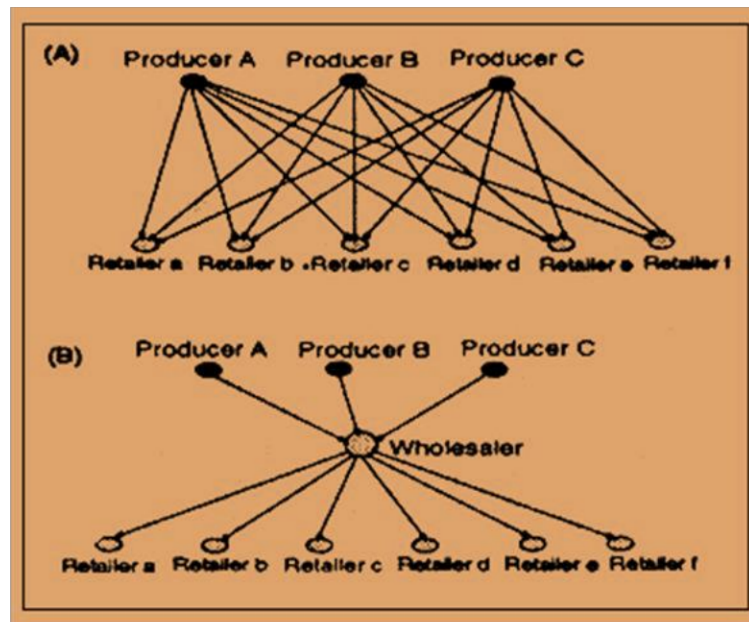 (A)
Producer A Producer B Producer C
Retailer a Retailer b Retailer c Retailer d Retailer e Retailer f
(B)
Producer A Producer B Producer C
Wholesaler
Retailer a Retailer b Retailer c Retailer d Retailer e Retailer f